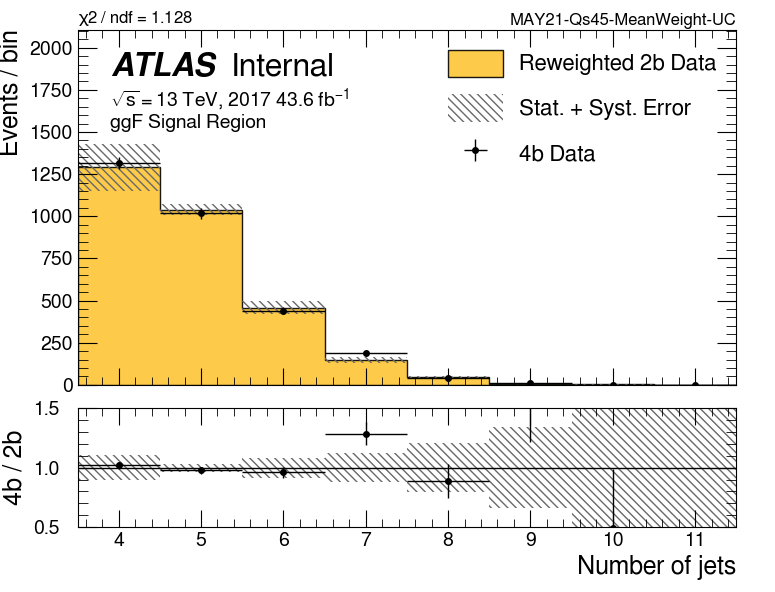 χ2 / ndf = 1.128
MAY21-Qs45-MeanWeight-UC
ATLAS Internal
√s = 13 TeV, 2017 43.6 fb⁻¹
ggF Signal Region
Reweighted 2b Data
Stat. + Syst. Error
4b Data
Events / bin
2000
1750
1500
1250
1000
750
500
250
0
4b / 2b
1.5
1.0
0.5
4 5 6 7 8 9 10 11
Number of jets